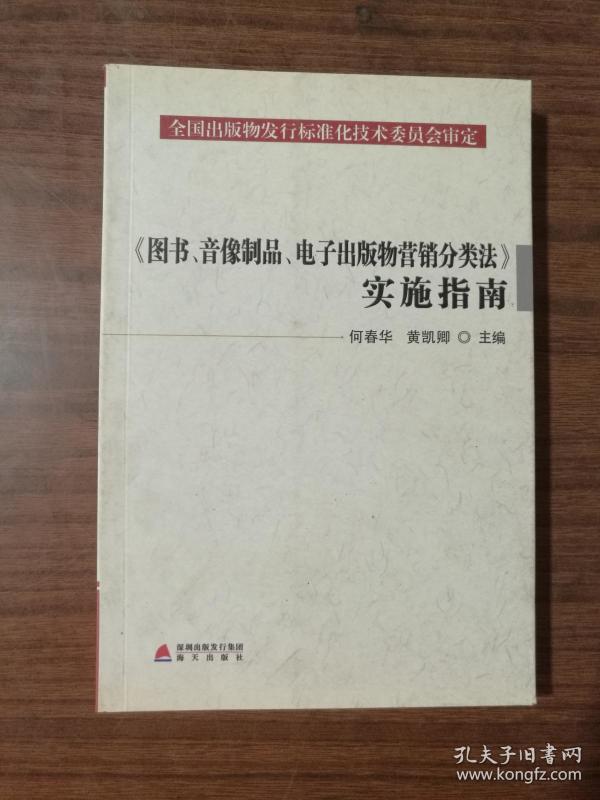 全国出版物发行标准化技术委员会审定
《图书、音像制品、电子出版物营销分类法》
实施指南
何春华 黄凯卿◎主编
深圳出版发行集团
海天出版社
孔夫子旧书网
www.kongfz.com